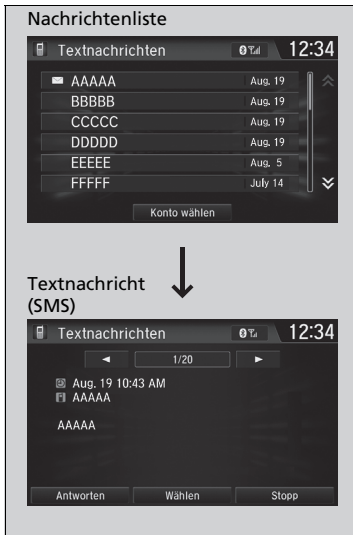 Nachrichtenliste
Textnachrichten 12:34
AAAAA Aug. 19
BBBBB Aug. 19
CCCCC Aug. 19
DDDDD Aug. 19
EEEEE Aug. 5
FFFFF July 14
Konto wählen
Textnachricht
(SMS)
Textnachrichten 12:34
◄ 1/20 ►
Aug. 19 10:43 AM
AAAAA
AAAAA
Antworten Wählen Stopp